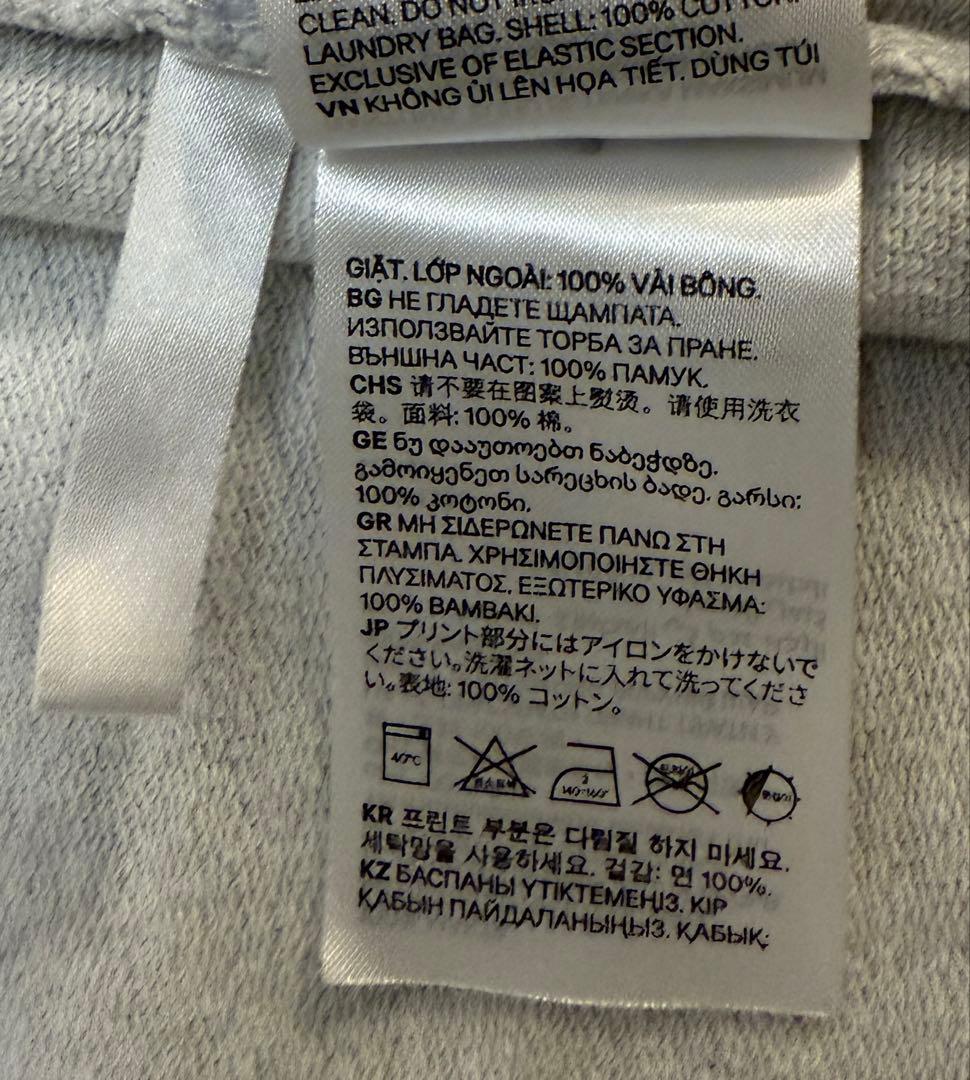 CLEAN. DO NOT
LAUNDRY BAG. SHELL: 100% COTTON.
EXCLUSIVE OF ELASTIC SECTION.
VN KHÔNG ỦI LÊN HỌA TIẾT. DÙNG TÚI
GIẶT. LỚP NGOÀI: 100% VẢI BÔNG.
BG НЕ ГЛАДЕТЕ ЩАМПАТА.
ИЗПОЛЗВАЙТЕ ТОРБА ЗА ПРАНЕ.
ВЪНШНА ЧАСТ: 100% ПАМУК.
CHS 请不要在图案上熨烫。请使用洗衣
袋。面料: 100% 棉。
GE ნუ დააუთოებთ ნაბეჭდზე.
გამოიყენეთ სარეცხის ბადე. გარსი:
100% კოტონი.
GR ΜΗ ΣΙΔΕΡΩΝΕΤΕ ΠΑΝΩ ΣΤΗ
ΣΤΑΜΠΑ. ΧΡΗΣΙΜΟΠΟΙΗΣΤΕ ΘΗΚΗ
ΠΛΥΣΙΜΑΤΟΣ. ΕΞΩΤΕΡΙΚΟ ΥΦΑΣΜΑ:
100% ΒΑΜΒΑΚΙ.
JP プリント部分にはアイロンをかけないで
ください。洗濯ネットに入れて洗ってくださ
い。表地: 100% コットン。
KR 프린트 부분은 다림질 하지 미세요.
세탁망을 사용하세요. 겉감: 면 100%.
KZ БАСПАНЫ ҮТІКТЕМЕҢІЗ. КІР
ҚАБЫН ПАЙДАЛАНЫҢЫЗ. ҚАБЫҚ: